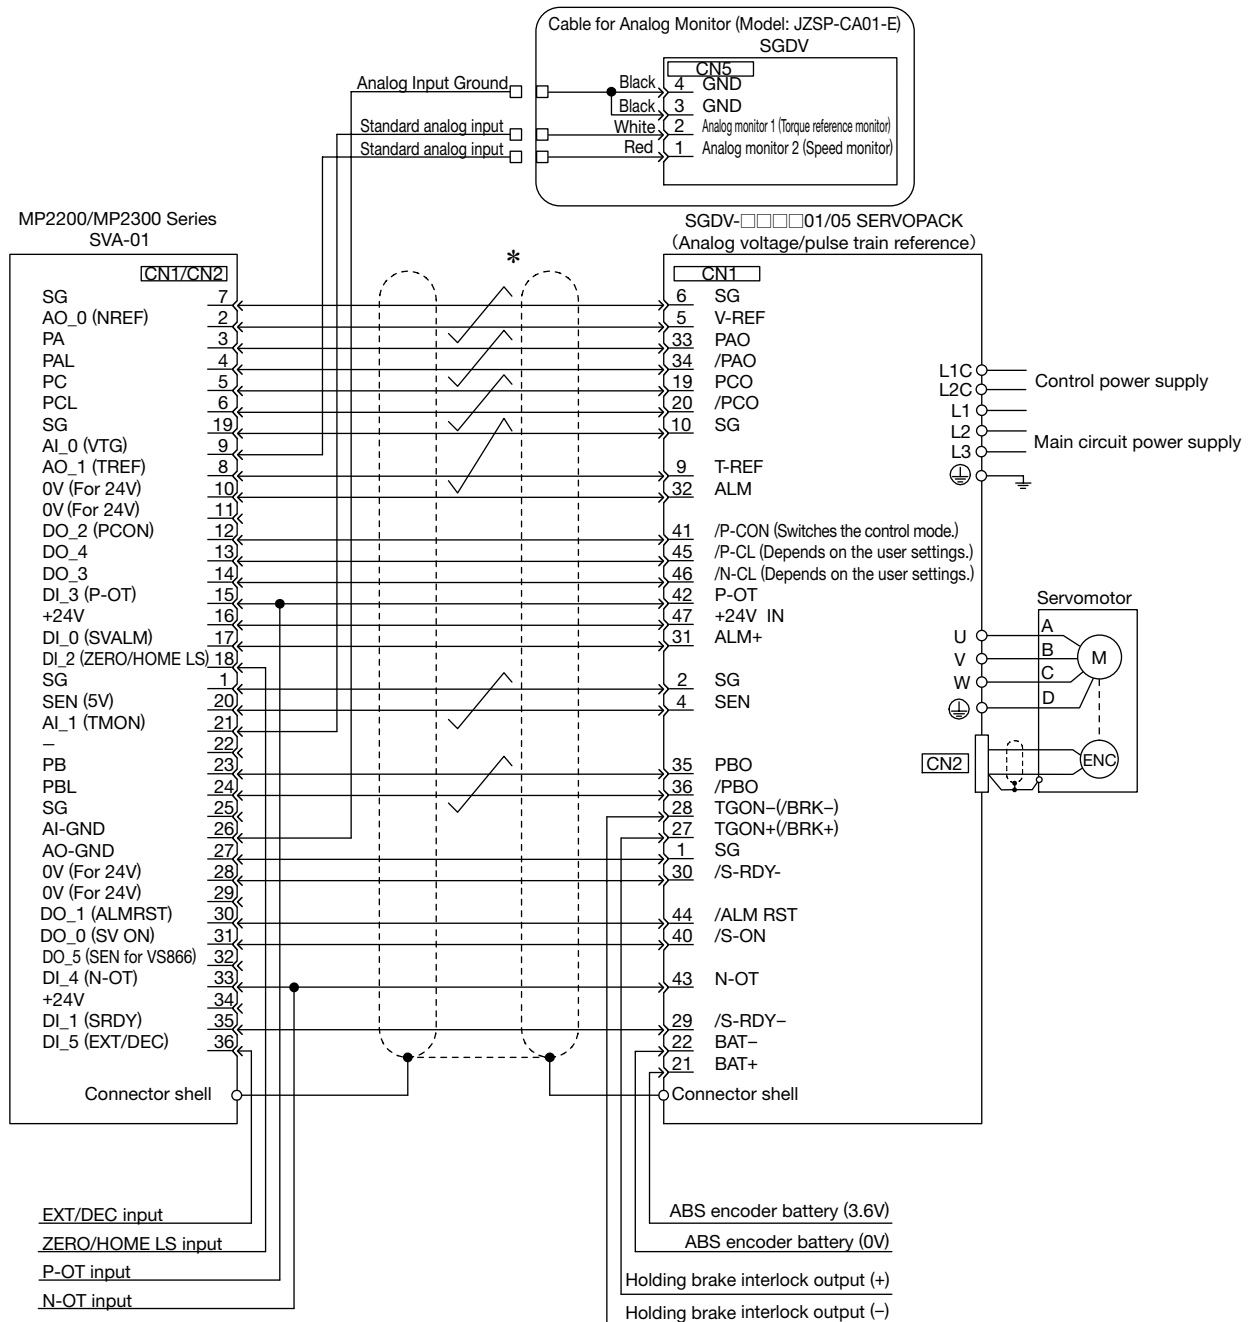 Cable for Analog Monitor (Model: JZSP-CA01-E)
SGDV
CN5
Analog Input Ground
Black 4 GND
Black 3 GND
Standard analog input
White 2 Analog monitor 1 (Torque reference monitor)
Standard analog input
Red 1 Analog monitor 2 (Speed monitor)
MP2200/MP2300 Series
SVA-01
SGDV-□□□□01/05 SERVOPACK
(Analog voltage/pulse train reference)
*
CN1/CN2
CN1
SG 7
6 SG
AO_0 (NREF) 2
5 V-REF
PA 3
33 PAO
PAL 4
34 /PAO
PC 5
19 PCO
PCL 6
20 /PCO
SG 19
10 SG
AI_0 (VTG) 9
AO_1 (TREF) 8
9 T-REF
0V (For 24V) 10
32 ALM
0V (For 24V) 11
DO_2 (PCON) 12
41 /P-CON (Switches the control mode.)
DO_4 13
45 /P-CL (Depends on the user settings.)
DO_3 14
46 /N-CL (Depends on the user settings.)
DI_3 (P-OT) 15
42 P-OT
+24V 16
47 +24V IN
DI_0 (SVALM) 17
31 ALM+
DI_2 (ZERO/HOME LS) 18
SG 1
2 SG
SEN (5V) 20
4 SEN
AI_1 (TMON) 21
– 22
PB 23
35 PBO
PBL 24
36 /PBO
SG 25
28 TGON–(/BRK–)
AI-GND 26
27 TGON+(/BRK+)
AO-GND 27
1 SG
0V (For 24V) 28
30 /S-RDY-
0V (For 24V) 29
DO_1 (ALMRST) 30
44 /ALM RST
DO_0 (SV ON) 31
40 /S-ON
DO_5 (SEN for VS866) 32
DI_4 (N-OT) 33
43 N-OT
+24V 34
DI_1 (SRDY) 35
29 /S-RDY–
DI_5 (EXT/DEC) 36
22 BAT–
21 BAT+
Connector shell
Connector shell
L1C
L2C
Control power supply
L1
L2
L3
Main circuit power supply
Servomotor
U A
V B
W C
D
M
CN2
ENC
EXT/DEC input
ZERO/HOME LS input
P-OT input
N-OT input
ABS encoder battery (3.6V)
ABS encoder battery (0V)
Holding brake interlock output (+)
Holding brake interlock output (–)